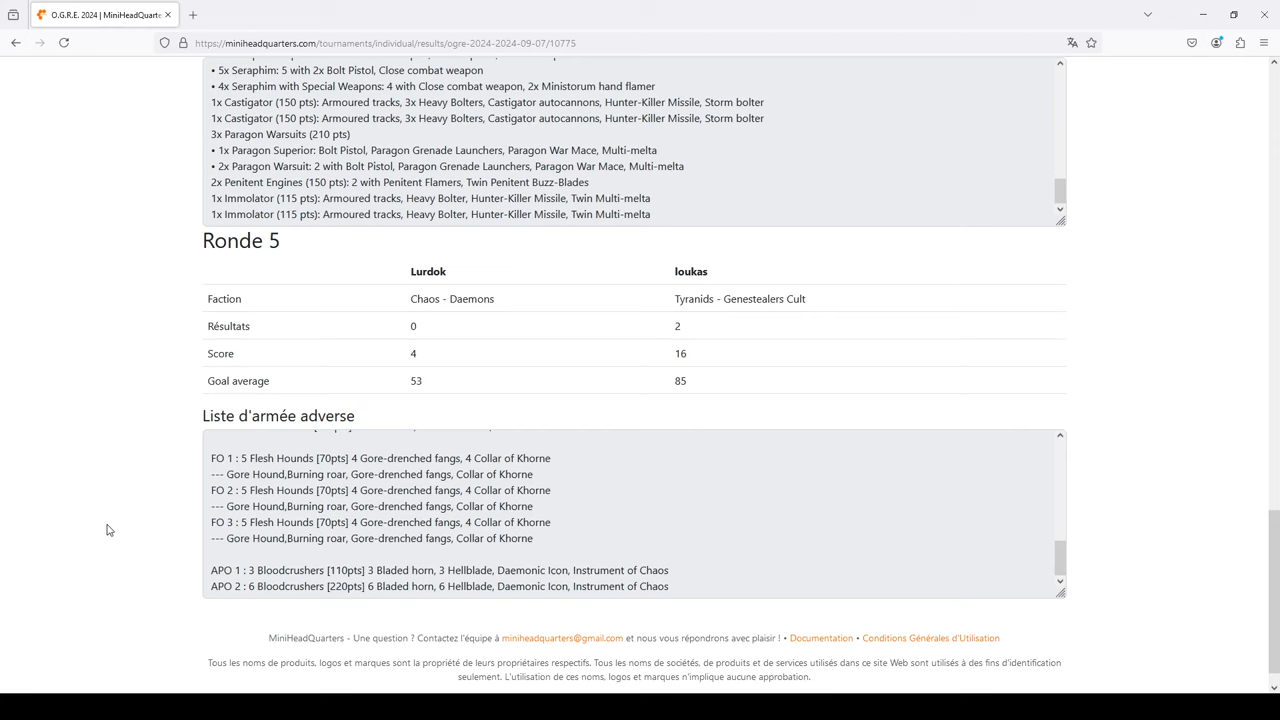 O.G.R.E. 2024 | MiniHeadQuarte
https://miniheadquarters.com/tournaments/individual/results/ogre-2024-2024-09-07/10775
• 5x Seraphim: 5 with 2x Bolt Pistol, Close combat weapon
• 4x Seraphim with Special Weapons: 4 with Close combat weapon, 2x Ministorum hand flamer
1x Castigator (150 pts): Armoured tracks, 3x Heavy Bolters, Castigator autocannons, Hunter-Killer Missile, Storm bolter
1x Castigator (150 pts): Armoured tracks, 3x Heavy Bolters, Castigator autocannons, Hunter-Killer Missile, Storm bolter
3x Paragon Warsuits (210 pts)
• 1x Paragon Superior: Bolt Pistol, Paragon Grenade Launchers, Paragon War Mace, Multi-melta
• 2x Paragon Warsuit: 2 with Bolt Pistol, Paragon Grenade Launchers, Paragon War Mace, Multi-melta
2x Penitent Engines (150 pts): 2 with Penitent Flamers, Twin Penitent Buzz-Blades
1x Immolator (115 pts): Armoured tracks, Heavy Bolter, Hunter-Killer Missile, Twin Multi-melta
1x Immolator (115 pts): Armoured tracks, Heavy Bolter, Hunter-Killer Missile, Twin Multi-melta
Ronde 5
Lurdok loukas
Faction Chaos - Daemons Tyranids - Genestealers Cult
Résultats 0 2
Score 4 16
Goal average 53 85
Liste d'armée adverse
FO 1 : 5 Flesh Hounds [70pts] 4 Gore-drenched fangs, 4 Collar of Khorne
--- Gore Hound,Burning roar, Gore-drenched fangs, Collar of Khorne
FO 2 : 5 Flesh Hounds [70pts] 4 Gore-drenched fangs, 4 Collar of Khorne
--- Gore Hound,Burning roar, Gore-drenched fangs, Collar of Khorne
FO 3 : 5 Flesh Hounds [70pts] 4 Gore-drenched fangs, 4 Collar of Khorne
--- Gore Hound,Burning roar, Gore-drenched fangs, Collar of Khorne
APO 1 : 3 Bloodcrushers [110pts] 3 Bladed horn, 3 Hellblade, Daemonic Icon, Instrument of Chaos
APO 2 : 6 Bloodcrushers [220pts] 6 Bladed horn, 6 Hellblade, Daemonic Icon, Instrument of Chaos
MiniHeadQuarters - Une question ? Contactez l'équipe à miniheadquarters@gmail.com et nous vous répondrons avec plaisir ! • Documentation • Conditions Générales d'Utilisation
Tous les noms de produits, logos et marques sont la propriété de leurs propriétaires respectifs. Tous les noms de sociétés, de produits et de services utilisés dans ce site Web sont utilisés à des fins d'identification
seulement. L'utilisation de ces noms, logos et marques n'implique aucune approbation.